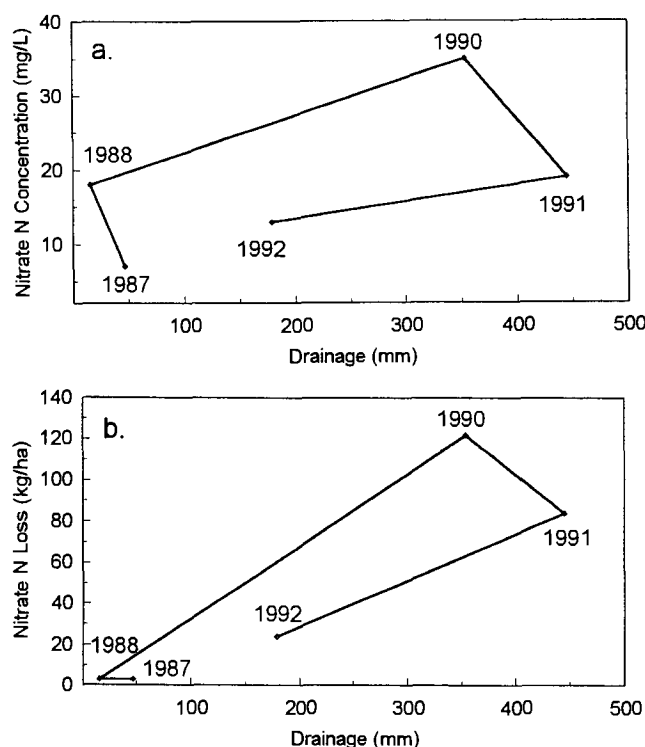 a.
Nitrate N Concentration (mg/L)
40
30
20
10
1990
1988
1991
1992
1987
100 200 300 400 500
Drainage (mm)
b.
Nitrate N Loss (kg/ha)
140
120
100
80
60
40
20
0
1990
1991
1992
1988
1987
100 200 300 400 500
Drainage (mm)